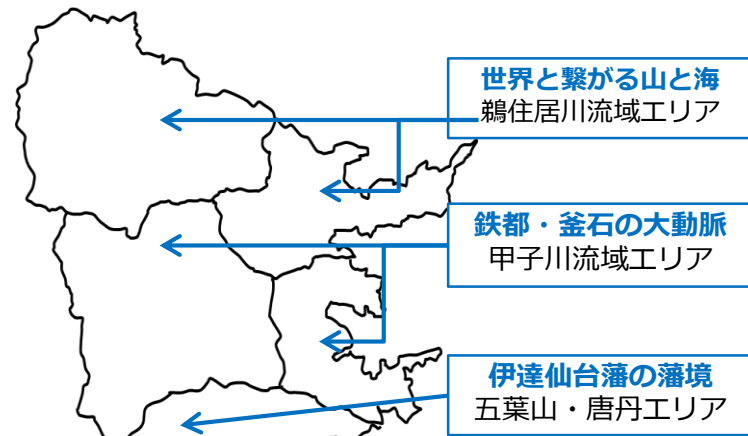 世界と繋がる山と海
鵜住居川流域エリア
鉄都・釜石の大動脈
甲子川流域エリア
伊達仙台藩の藩境
五葉山・唐丹エリア